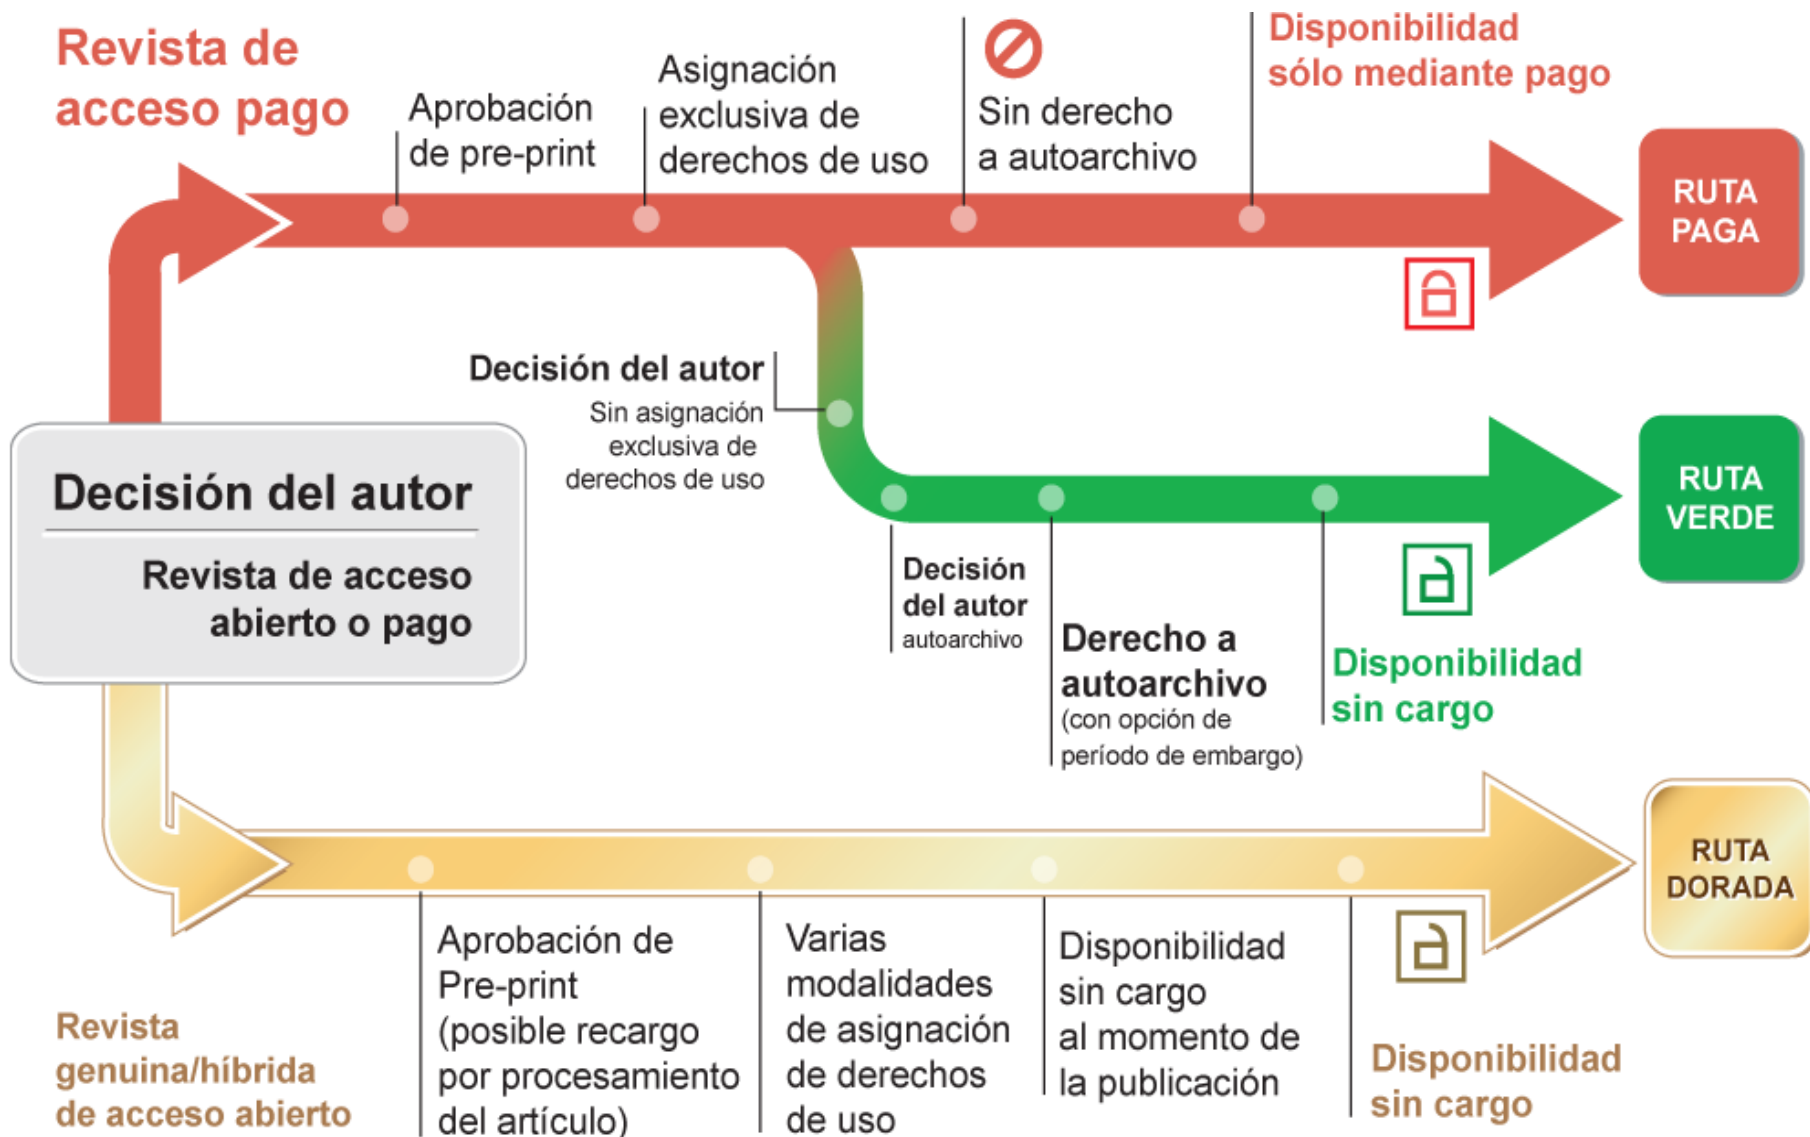 Revista de
acceso pago
Aprobación
de pre-print
Asignación
exclusiva de
derechos de uso
Sin derecho
a autoarchivo
Disponibilidad
sólo mediante pago
RUTA
PAGA
Decisión del autor
Sin asignación
exclusiva de
derechos de uso
Decisión del autor
Revista de acceso
abierto o pago
Decisión
del autor
autoarchivo
Derecho a
autoarchivo
(con opción de
período de embargo)
Disponibilidad
sin cargo
RUTA
VERDE
RUTA
DORADA
Revista
genuina/híbrida
de acceso abierto
Aprobación de
Pre-print
(posible recargo
por procesamiento
del artículo)
Varias
modalidades
de asignación
de derechos
de uso
Disponibilidad
sin cargo
al momento de
la publicación
Disponibilidad
sin cargo